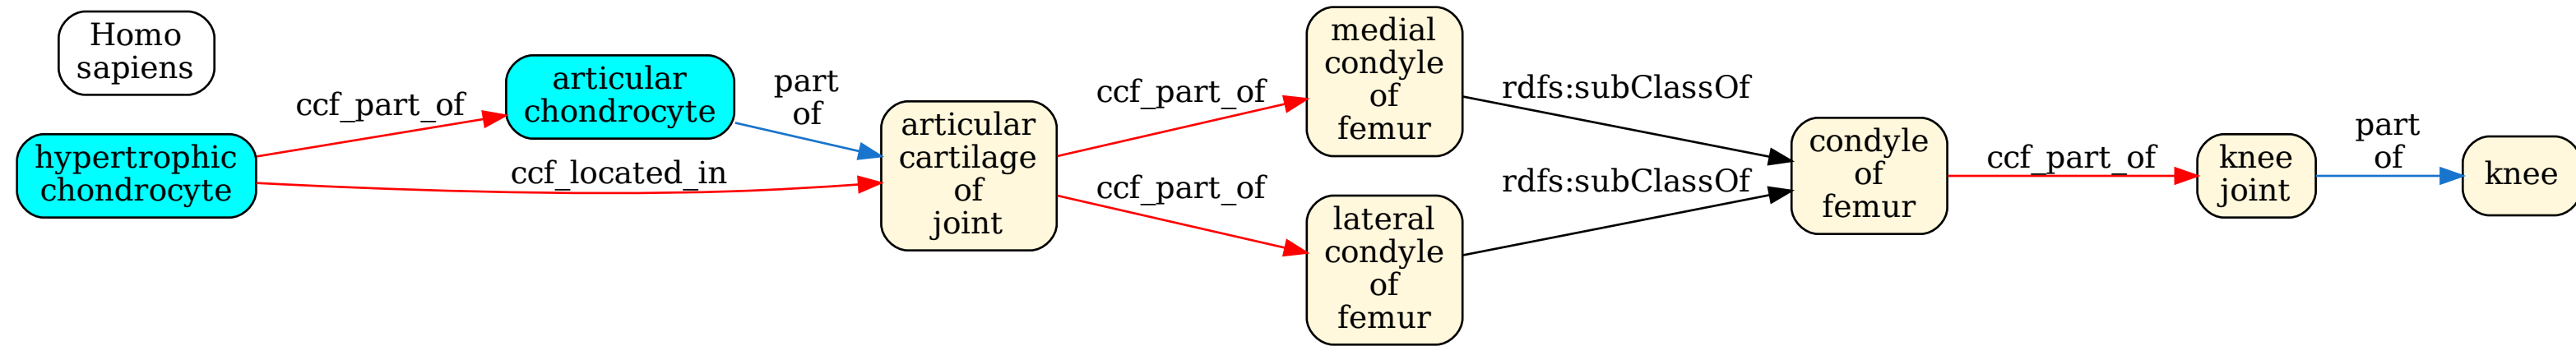 Homo
sapiens
hypertrophic
chondrocyte
ccf_part_of
ccf_located_in
articular
chondrocyte
part
of
articular
cartilage
of
joint
ccf_part_of
ccf_part_of
medial
condyle
of
femur
lateral
condyle
of
femur
rdfs:subClassOf
rdfs:subClassOf
condyle
of
femur
ccf_part_of
knee
joint
part
of
knee